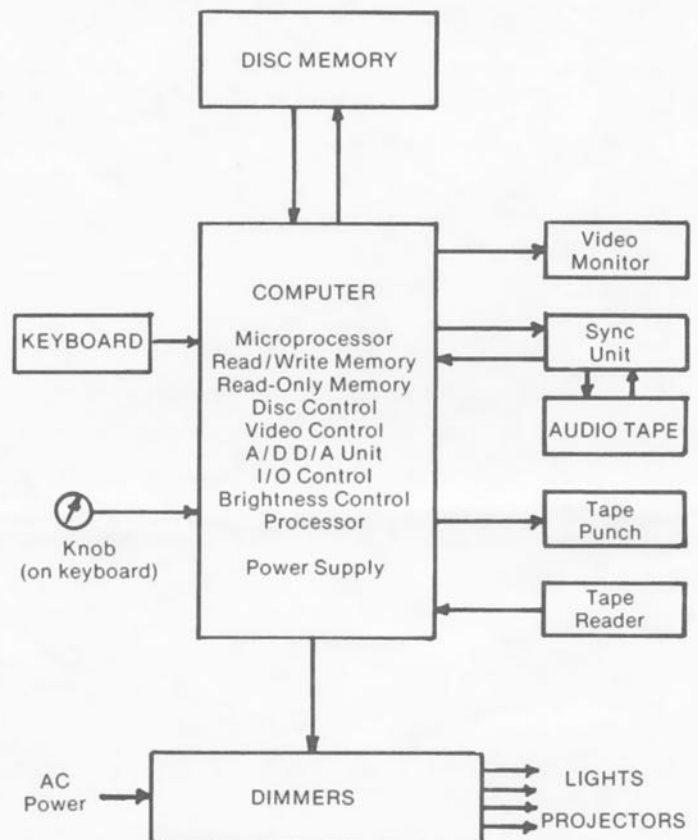 DISC MEMORY
COMPUTER
Microprocessor
Read/Write Memory
Read-Only Memory
Disc Control
Video Control
A/D D/A Unit
I/O Control
Brightness Control
Processor
Power Supply
KEYBOARD
Knob
(on keyboard)
Video
Monitor
Sync
Unit
AUDIO TAPE
Tape
Punch
Tape
Reader
AC
Power
DIMMERS
LIGHTS
PROJECTORS